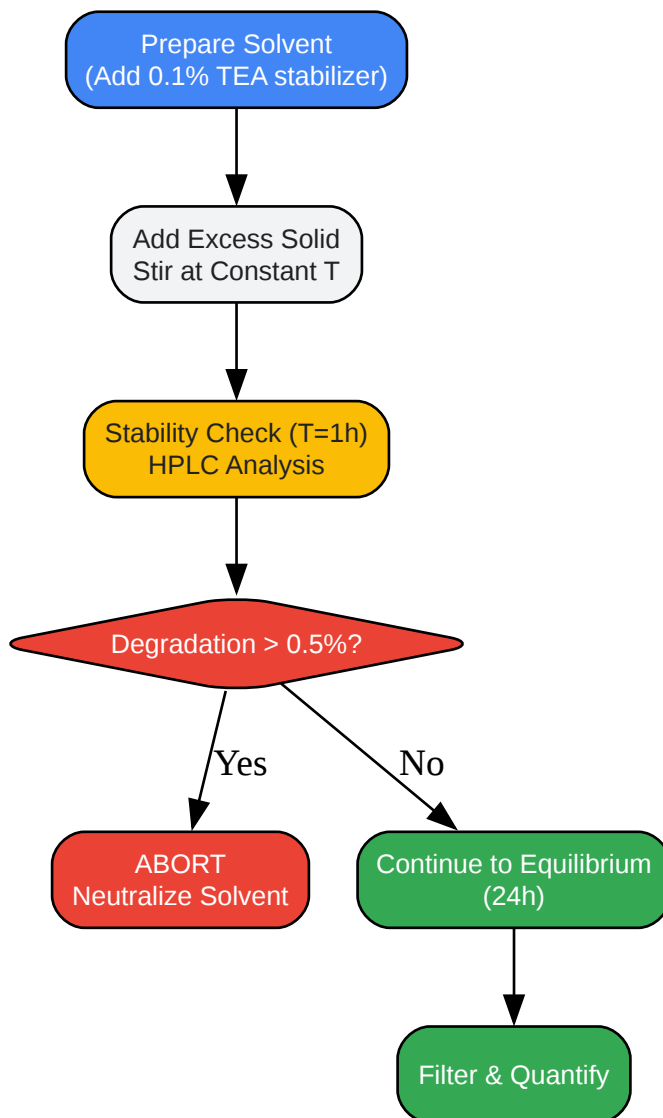 Prepare Solvent
(Add 0.1% TEA stabilizer)
Add Excess Solid
Stir at Constant T
Stability Check (T=1h)
HPLC Analysis
Degradation > 0.5%?
Yes
No
ABORT
Neutralize Solvent
Continue to Equilibrium
(24h)
Filter & Quantify